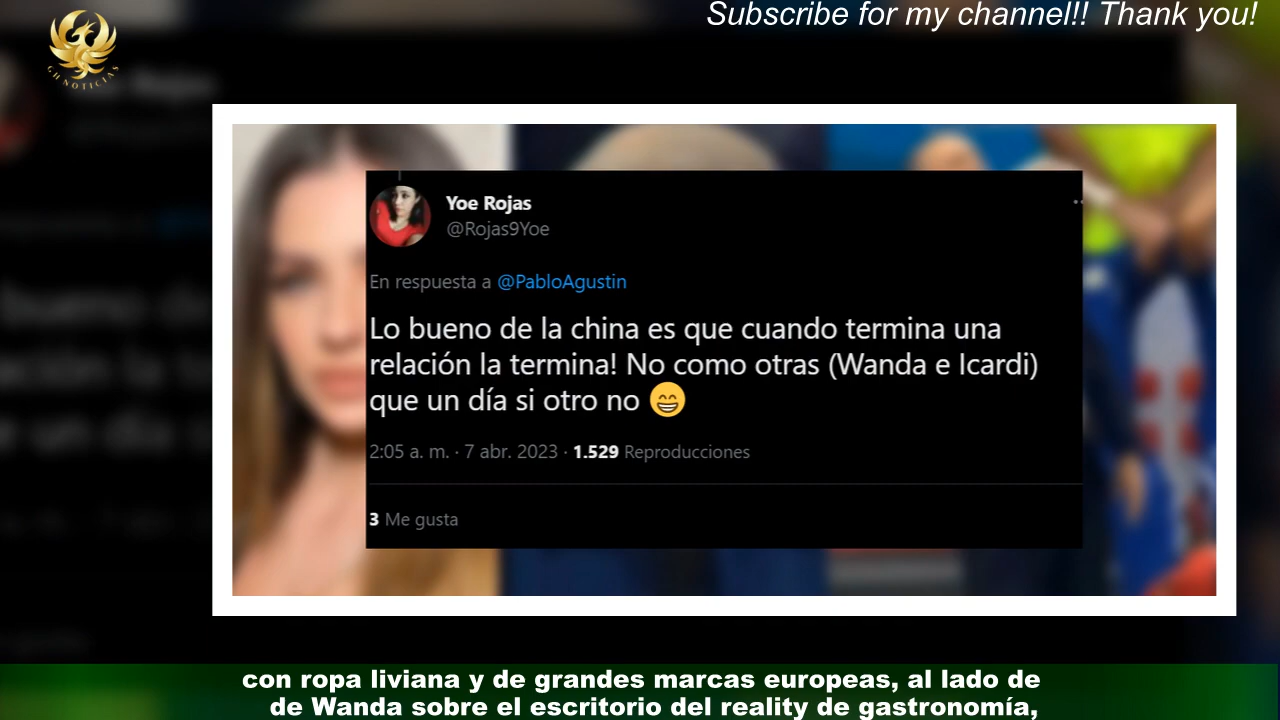 Subscribe for my channel!! Thank you!
GH NOTICIAS
Yoe Rojas
@Rojas9Yoe
En respuesta a @PabloAgustin
Lo bueno de la china es que cuando termina una
relación la termina! No como otras (Wanda e Icardi)
que un día si otro no 😁
2:05 a. m. · 7 abr. 2023 · 1.529 Reproducciones
3 Me gusta
con ropa liviana y de grandes marcas europeas, al lado de
de Wanda sobre el escritorio del reality de gastronomía,